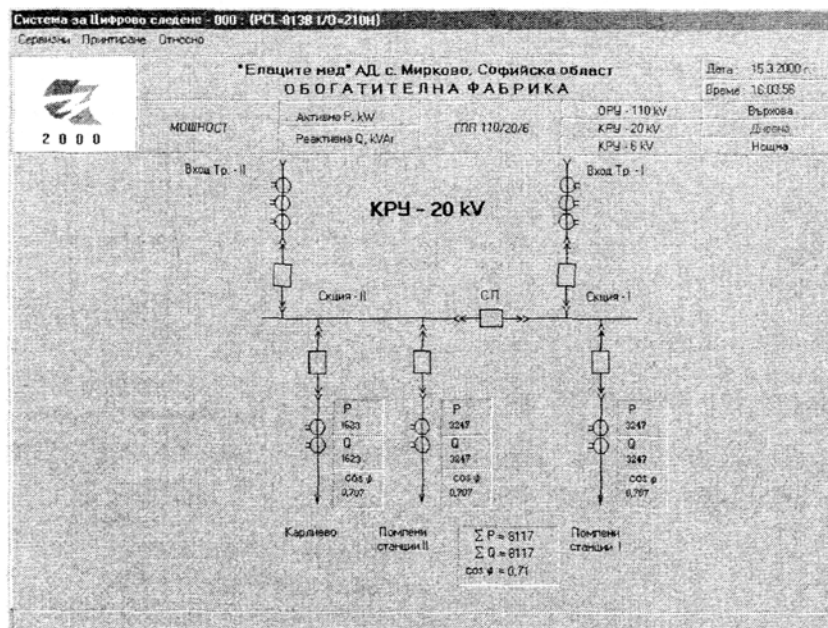 Система за Цифрово следене - 000 : (PCL-813B I/O=210H)
Сервизни Принтиране Относно
2000
"Елаците мед" АД, с. Мирково, Софийска област
ОБОГАТИТЕЛНА ФАБРИКА
Дата: 15.3.2000 г.
Време: 16:03:56
МОЩНОСТ
Активна P, kW
Реактивна Q, kVAr
ГПП 110/20/6
ОРУ - 110 kV
КРУ - 20 kV
КРУ - 6 kV
Върхова
Дневна
Нощна
Вход Тр. - II
Вход Тр. - I
КРУ - 20 kV
Скция - II
С.П
Скция - I
P
1623
Q
1623
cos φ
0,707
P
3247
Q
3247
cos φ
0,707
P
3247
Q
3247
cos φ
0,707
Карлиево
Помпени станции II
∑ P = 8117
∑ Q = 8117
cos φ = 0,71
Помпени станции I